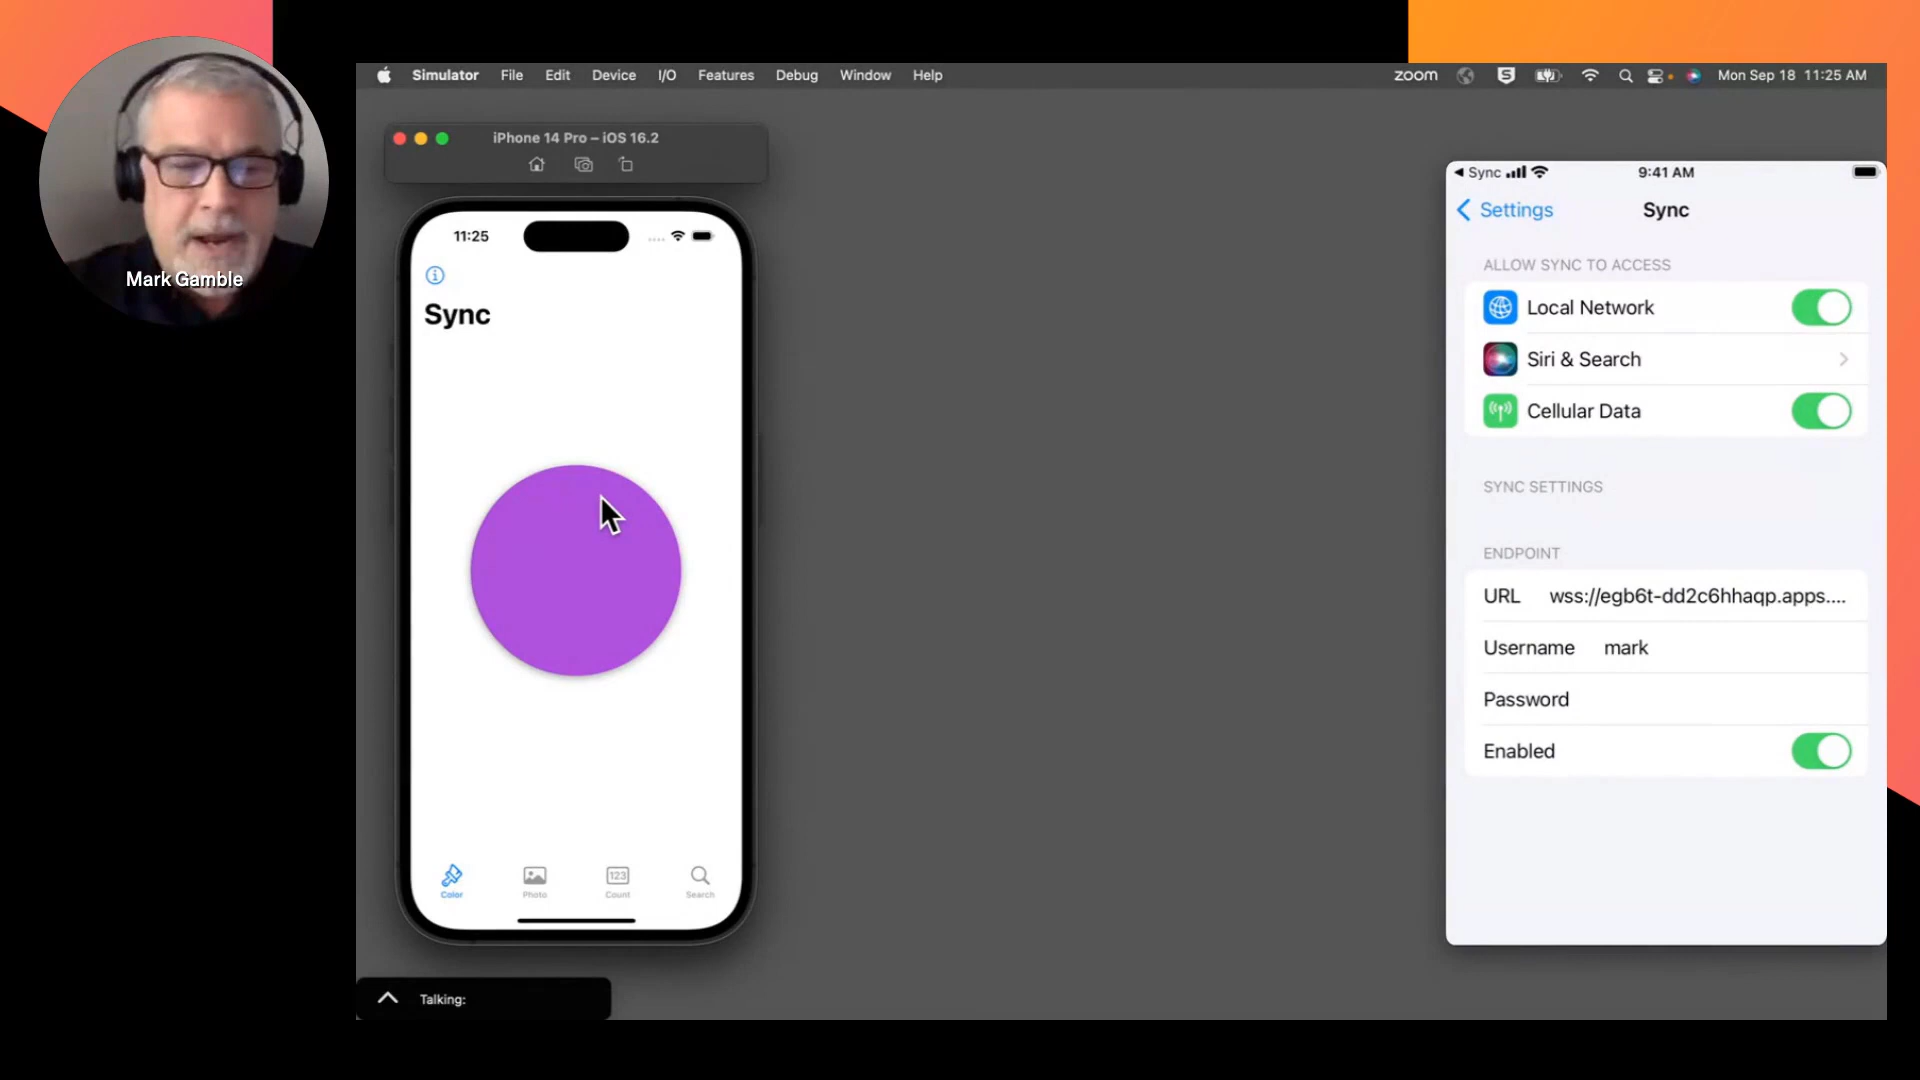 Mark Gamble
Simulator File Edit Device I/O Features Debug Window Help
zoom Mon Sep 18 11:25 AM
iPhone 14 Pro – iOS 16.2
11:25
Sync
Color Photo Count Search
123
Talking:
Sync 9:41 AM
Settings Sync
ALLOW SYNC TO ACCESS
Local Network
Siri & Search
Cellular Data
SYNC SETTINGS
ENDPOINT
URL wss://egb6t-dd2c6hhaqp.apps....
Username mark
Password
Enabled